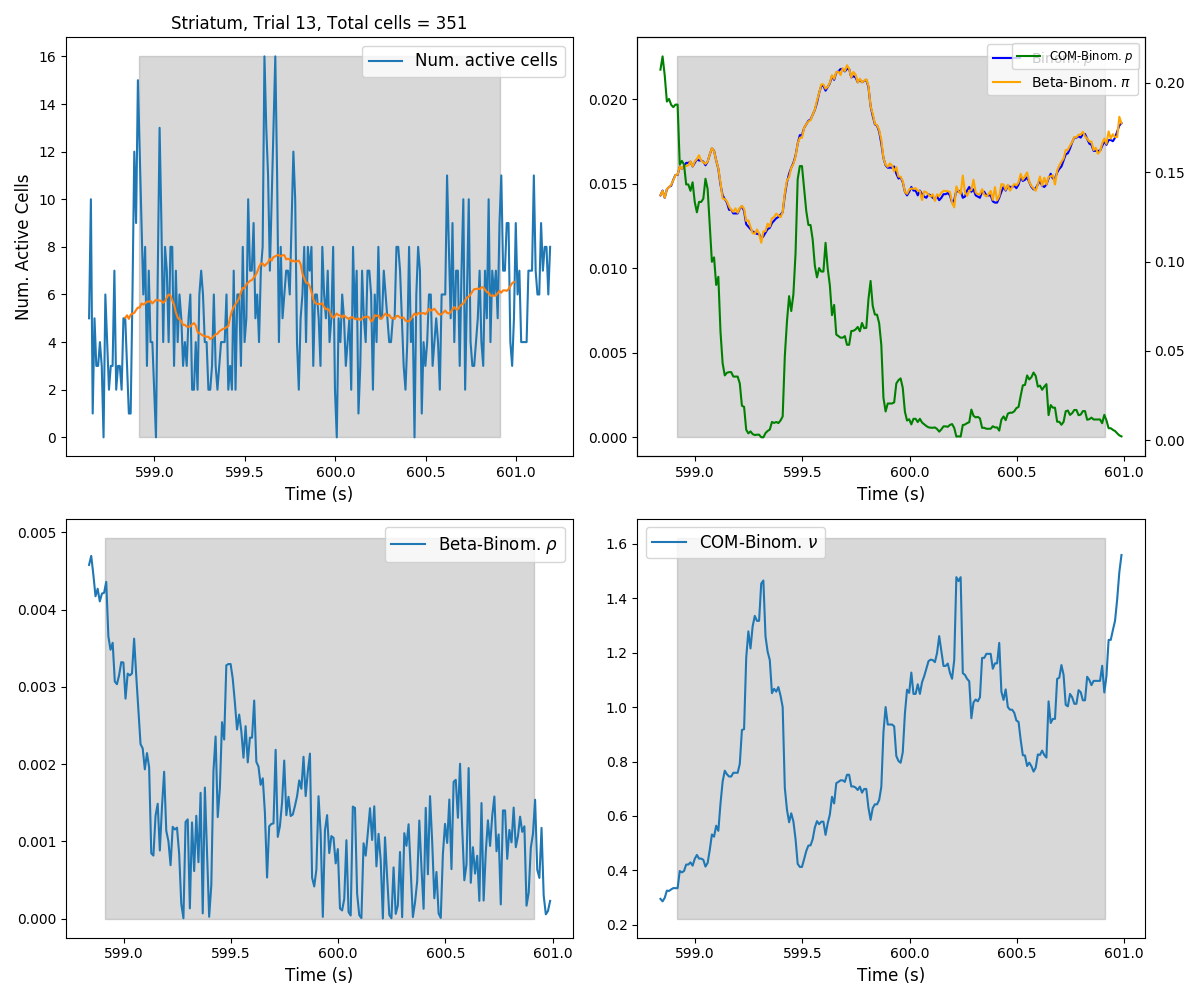 Striatum, Trial 13, Total cells = 351
Num. active cells
Num. Active Cells
16
14
12
10
8
6
4
2
0
599.0 599.5 600.0 600.5 601.0
Time (s)
COM-Binom. p
Beta-Binom. π
0.020
0.015
0.010
0.005
0.000
0.20
0.15
0.10
0.05
0.00
599.0 599.5 600.0 600.5 601.0
Time (s)
Beta-Binom. ρ
0.005
0.004
0.003
0.002
0.001
0.000
599.0 599.5 600.0 600.5 601.0
Time (s)
COM-Binom. ν
1.6
1.4
1.2
1.0
0.8
0.6
0.4
0.2
599.0 599.5 600.0 600.5 601.0
Time (s)